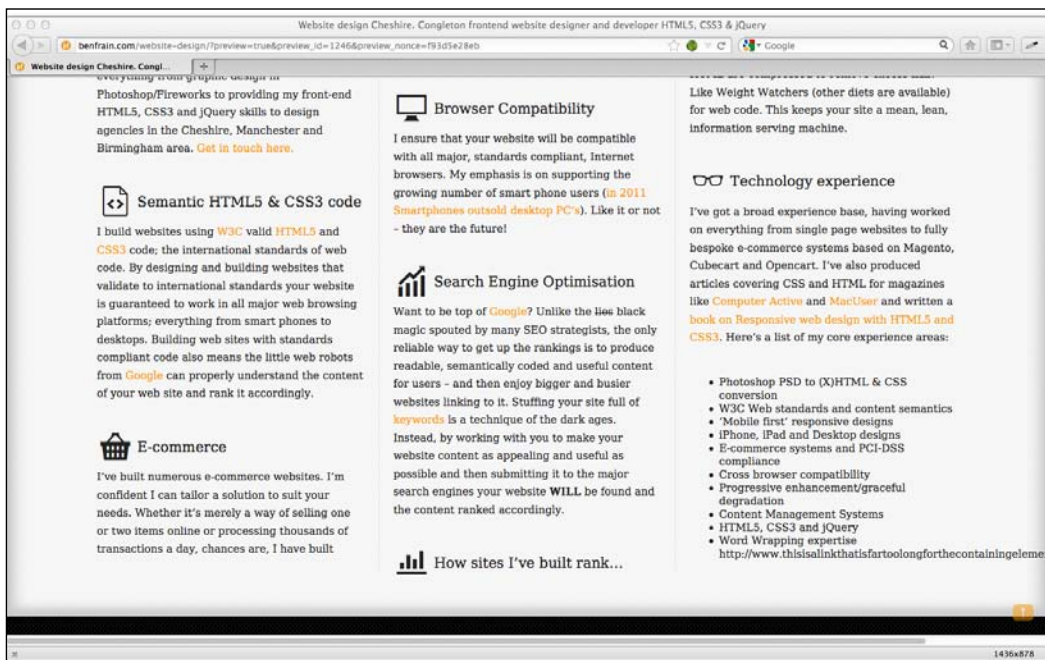 Website design Cheshire. Congleton frontend website designer and developer HTML5, CSS3 & jQuery
benfrain.com/website-design/?preview=true&preview_id=1246&preview_nonce=f93d5e28eb
Google
Website design Cheshire. Congl...
everything from graphic design in
Photoshop/Fireworks to providing my front-end
HTML5, CSS3 and jQuery skills to design
agencies in the Cheshire, Manchester and
Birmingham area. Get in touch here.
Semantic HTML5 & CSS3 code
I build websites using W3C valid HTML5 and
CSS3 code; the international standards of web
code. By designing and building websites that
validate to international standards your website
is guaranteed to work in all major web browsing
platforms; everything from smart phones to
desktops. Building web sites with standards
compliant code also means the little web robots
from Google can properly understand the content
of your web site and rank it accordingly.
E-commerce
I've built numerous e-commerce websites. I'm
confident I can tailor a solution to suit your
needs. Whether it's merely a way of selling one
or two items online or processing thousands of
transactions a day, chances are, I have built
Browser Compatibility
I ensure that your website will be compatible
with all major, standards compliant, Internet
browsers. My emphasis is on supporting the
growing number of smart phone users (in 2011
Smartphones outsold desktop PC's). Like it or not
– they are the future!
Search Engine Optimisation
Want to be top of Google? Unlike the lies black
magic spouted by many SEO strategists, the only
reliable way to get up the rankings is to produce
readable, semantically coded and useful content
for users – and then enjoy bigger and busier
websites linking to it. Stuffing your site full of
keywords is a technique of the dark ages.
Instead, by working with you to make your
website content as appealing and useful as
possible and then submitting it to the major
search engines your website WILL be found and
the content ranked accordingly.
How sites I've built rank...
Like Weight Watchers (other diets are available)
for web code. This keeps your site a mean, lean,
information serving machine.
Technology experience
I've got a broad experience base, having worked
on everything from single page websites to fully
bespoke e-commerce systems based on Magento,
Cubecart and Opencart. I've also produced
articles covering CSS and HTML for magazines
like Computer Active and MacUser and written a
book on Responsive web design with HTML5 and
CSS3. Here's a list of my core experience areas:
• Photoshop PSD to (X)HTML & CSS
conversion
• W3C Web standards and content semantics
• 'Mobile first' responsive designs
• iPhone, iPad and Desktop designs
• E-commerce systems and PCI-DSS
compliance
• Cross browser compatibility
• Progressive enhancement/graceful
degradation
• Content Management Systems
• HTML5, CSS3 and jQuery
• Word Wrapping expertise
http://www.thisisalinkthatisfartoolongforthecontainingeleme
1436x878